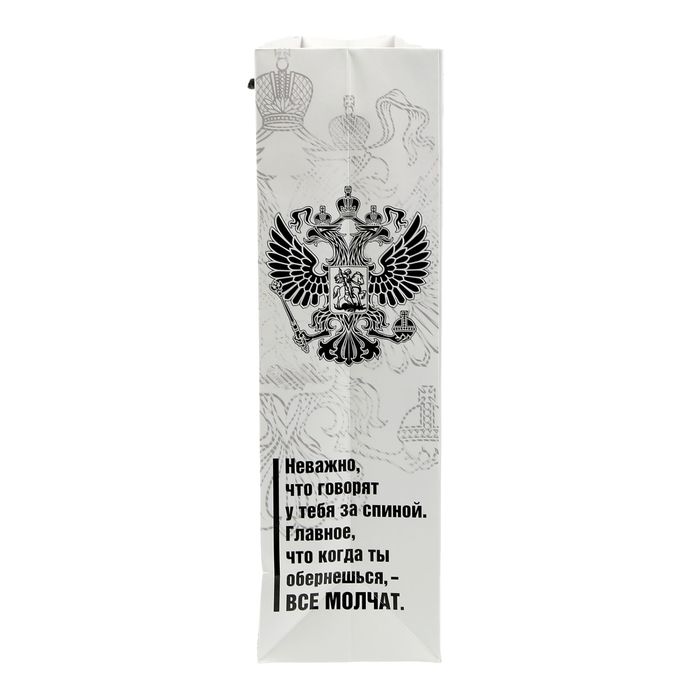 Неважно,
что говорят
у тебя за спиной.
Главное,
что когда ты
обернешься, –
ВСЕ МОЛЧАТ.